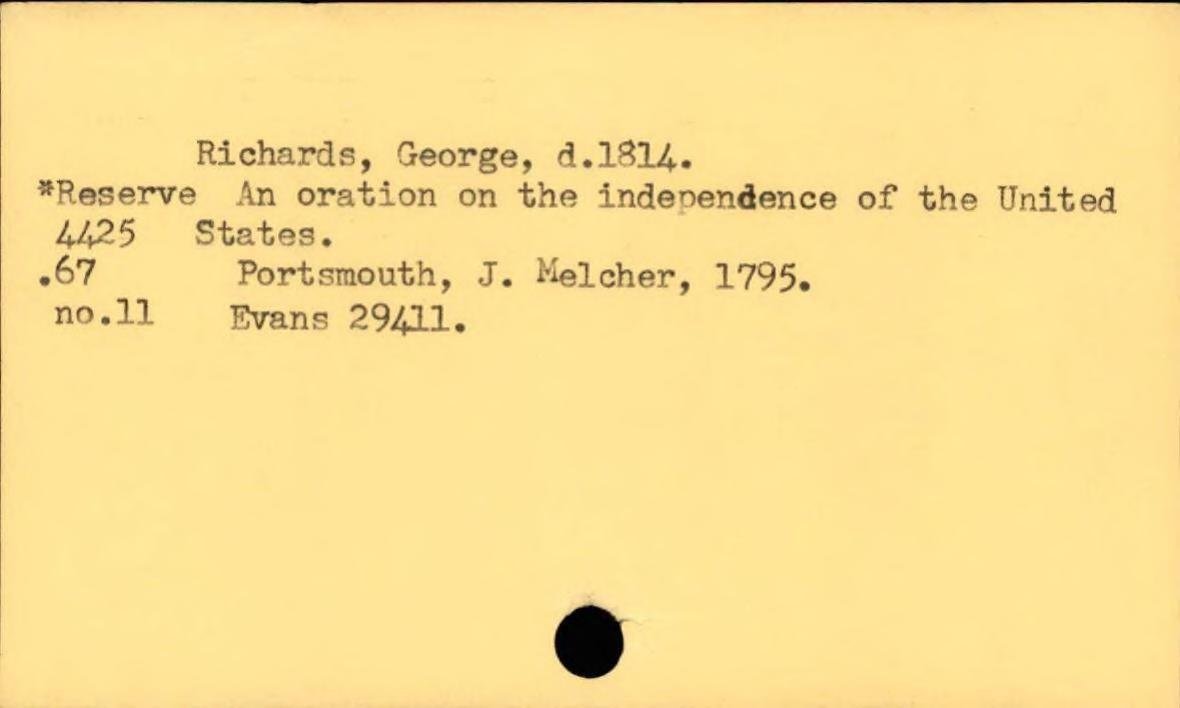 Richards, George, d.1814.
*Reserve An oration on the independence of the United
4425 States.
.67 Portsmouth, J. Melcher, 1795.
no.11 Evans 29411.